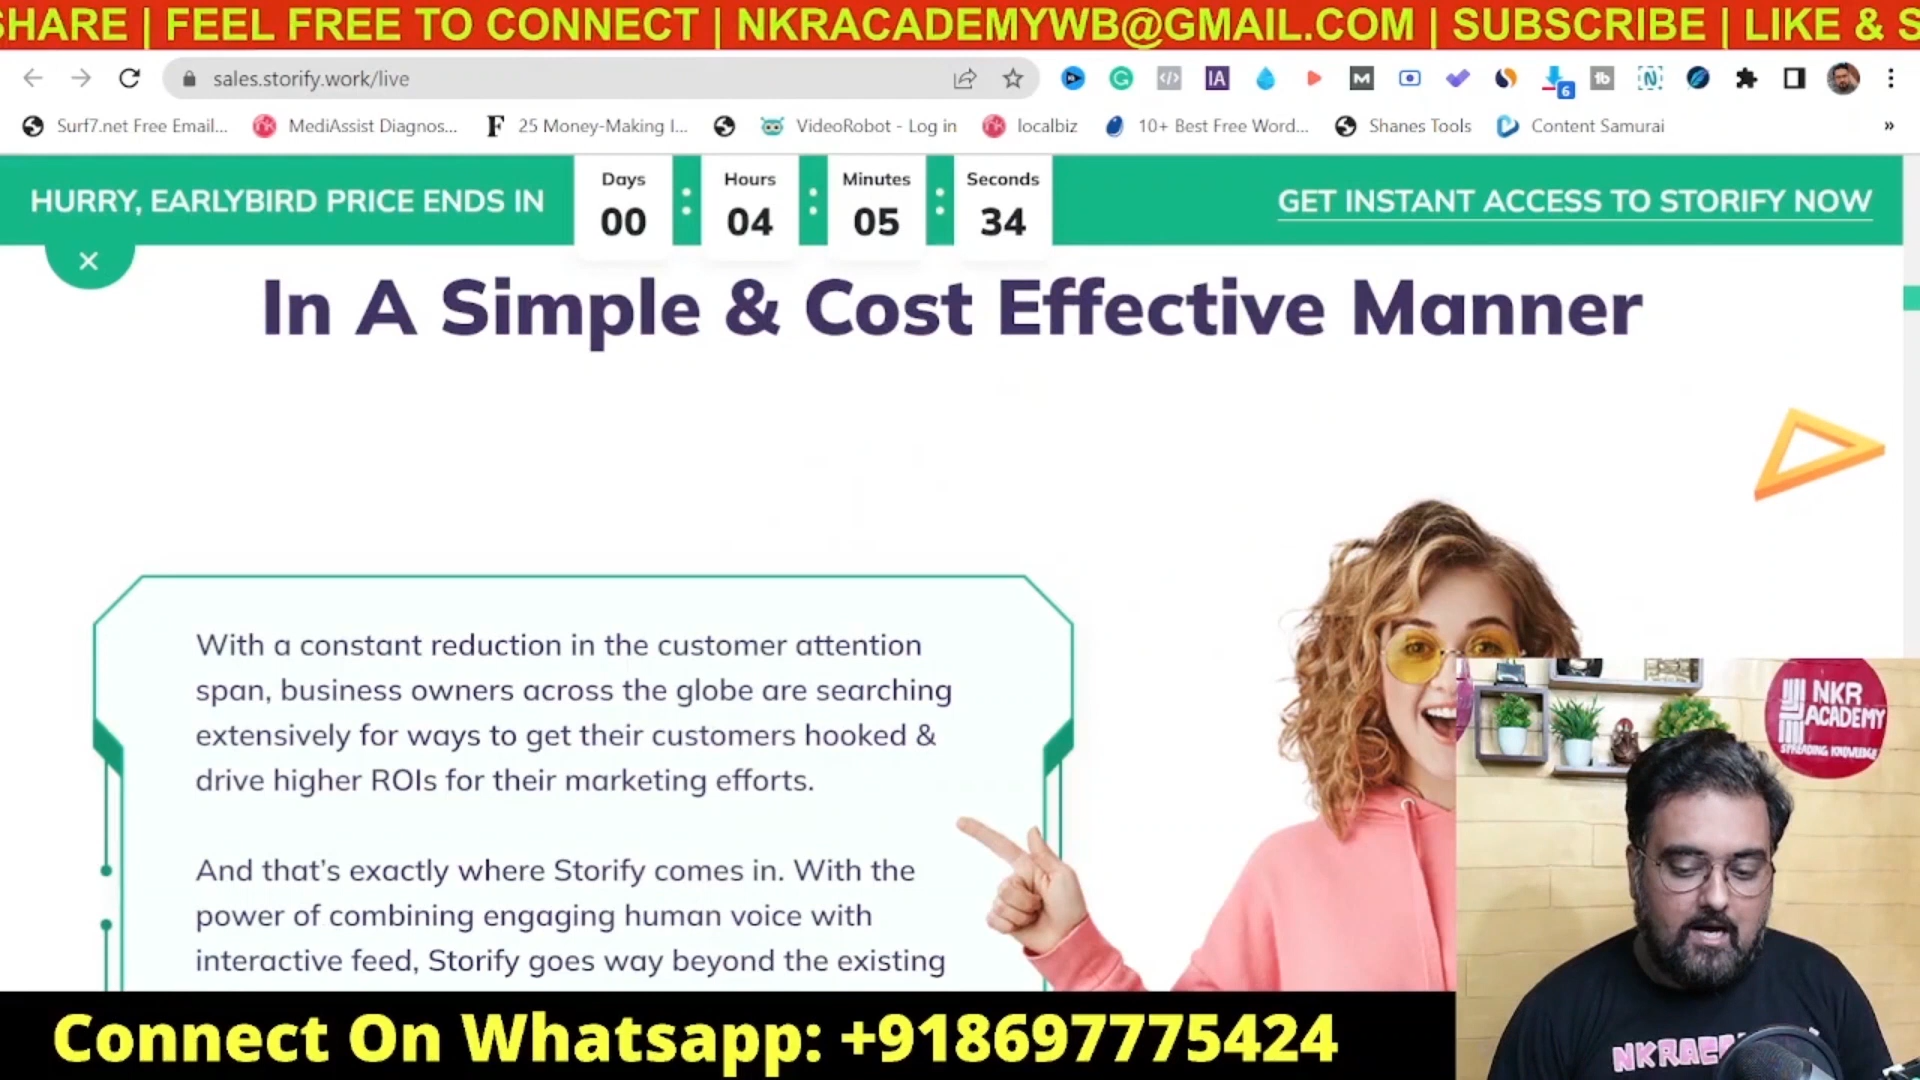 SHARE | FEEL FREE TO CONNECT | NKRACADEMYWB@GMAIL.COM | SUBSCRIBE | LIKE & S
sales.storify.work/live
Surf7.net Free Email... MediAssist Diagnos... 25 Money-Making I... VideoRobot - Log in localbiz 10+ Best Free Word... Shanes Tools Content Samurai »
HURRY, EARLYBIRD PRICE ENDS IN
Days Hours Minutes Seconds
00 : 04 : 05 : 34
GET INSTANT ACCESS TO STORIFY NOW
In A Simple & Cost Effective Manner
With a constant reduction in the customer attention
span, business owners across the globe are searching
extensively for ways to get their customers hooked &
drive higher ROIs for their marketing efforts.
And that's exactly where Storify comes in. With the
power of combining engaging human voice with
interactive feed, Storify goes way beyond the existing
NKR
ACADEMY
SPREADING KNOWLEDGE
NKRAC
Connect On Whatsapp: +918697775424